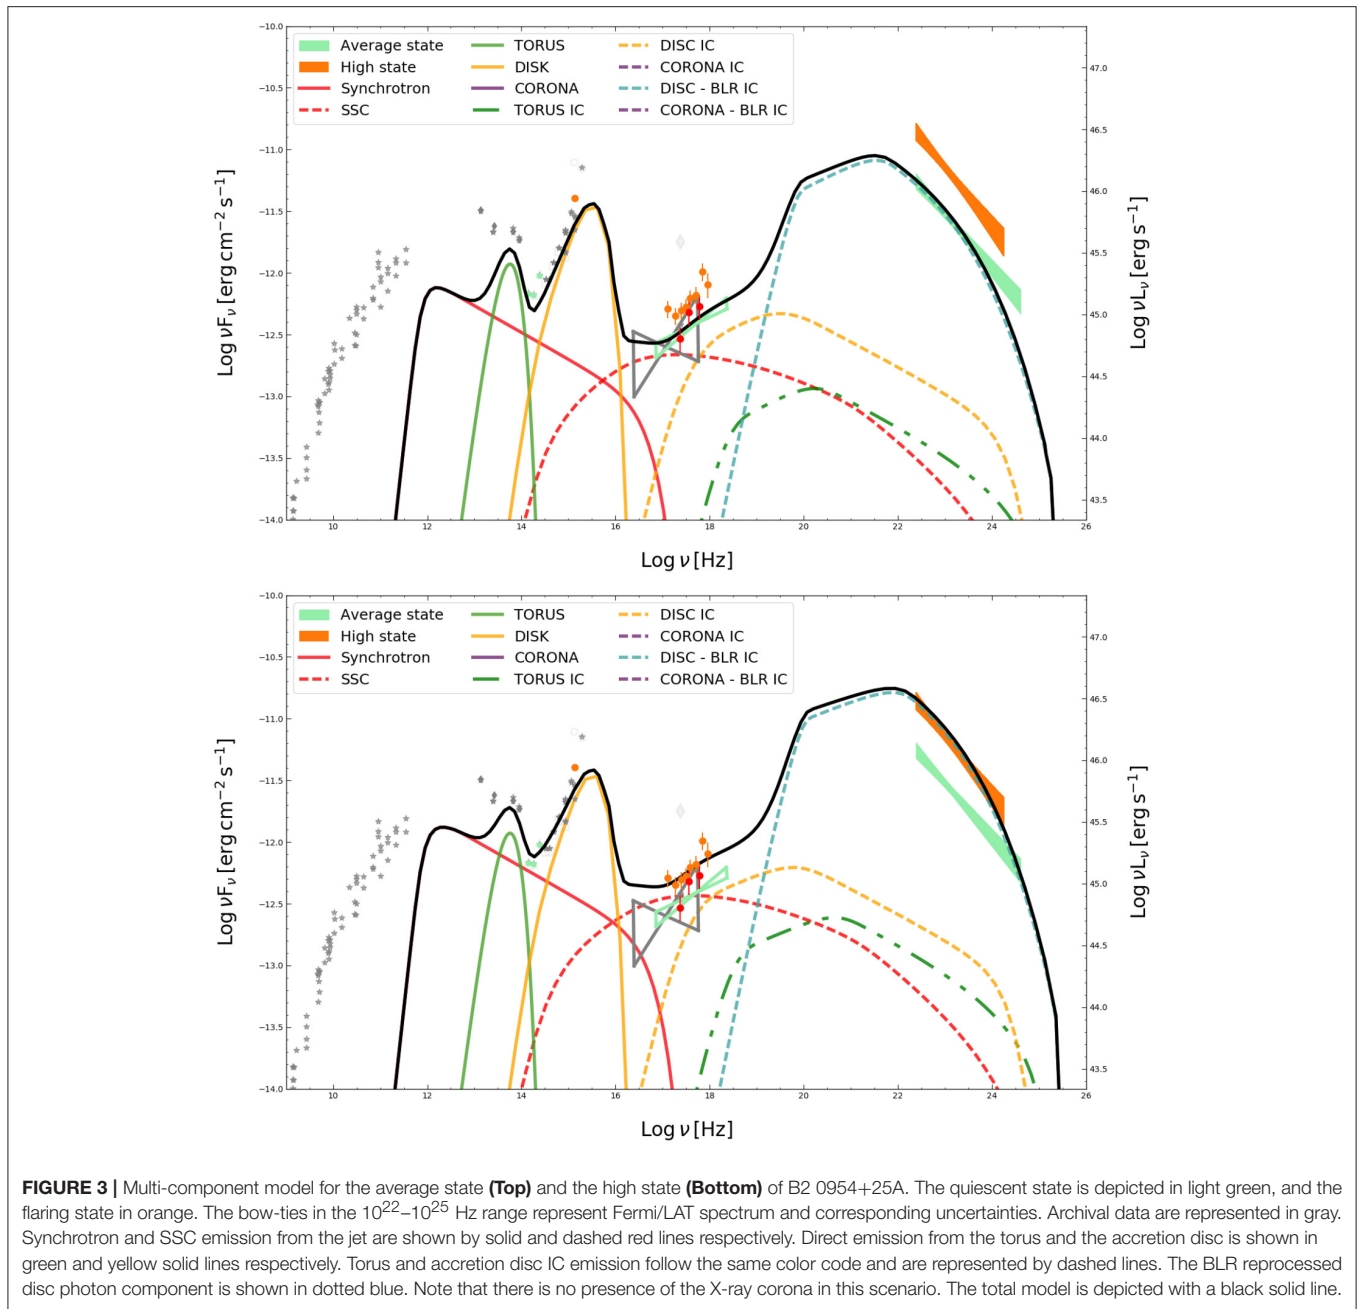 −10.0
−10.5
−11.0
−11.5
−12.0
−12.5
−13.0
−13.5
−14.0
Log νFν [erg cm−2 s−1]
Average state
High state
Synchrotron
SSC
TORUS
DISK
CORONA
TORUS IC
DISC IC
CORONA IC
DISC - BLR IC
CORONA - BLR IC
47.0
46.5
46.0
45.5
45.0
44.5
44.0
43.5
Log νLν [erg s−1]
10 12 14 16 18 20 22 24 26
Log ν [Hz]
−10.0
−10.5
−11.0
−11.5
−12.0
−12.5
−13.0
−13.5
−14.0
Log νFν [erg cm−2 s−1]
Average state
High state
Synchrotron
SSC
TORUS
DISK
CORONA
TORUS IC
DISC IC
CORONA IC
DISC - BLR IC
CORONA - BLR IC
47.0
46.5
46.0
45.5
45.0
44.5
44.0
43.5
Log νLν [erg s−1]
10 12 14 16 18 20 22 24 26
Log ν [Hz]
FIGURE 3 | Multi-component model for the average state (Top) and the high state (Bottom) of B2 0954+25A. The quiescent state is depicted in light green, and the
flaring state in orange. The bow-ties in the 10^22–10^25 Hz range represent Fermi/LAT spectrum and corresponding uncertainties. Archival data are represented in gray.
Synchrotron and SSC emission from the jet are shown by solid and dashed red lines respectively. Direct emission from the torus and the accretion disc is shown in
green and yellow solid lines respectively. Torus and accretion disc IC emission follow the same color code and are represented by dashed lines. The BLR reprocessed
disc photon component is shown in dotted blue. Note that there is no presence of the X-ray corona in this scenario. The total model is depicted with a black solid line.